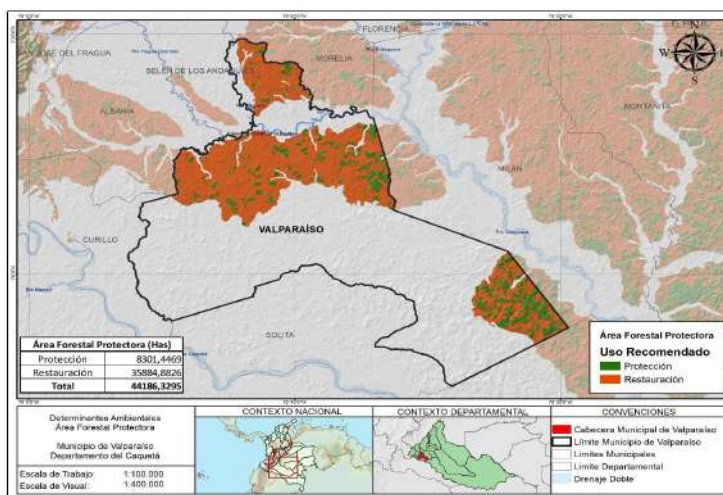 FLORENCIA
SAN JOSÉ DEL FRAGUA
MORELIA
BELÉN DE LOS ANDAQUÍES
ALBANIA
MONTAÑITA
MILÁN
N
S
CURILLO
VALPARAÍSO
SOLITA
Área Forestal Protectora (Has)
Protección 8301,4469
Restauración 35884,8826
Total 44186,3295
Área Forestal Protectora
Uso Recomendado
Protección
Restauración
Determinantes Ambientales
Área Forestal Protectora
Municipio de Valparaíso
Departamento del Caquetá
Escala de Trabajo: 1:100.000
Escala de Visual: 1:400.000
CONTEXTO NACIONAL
CONTEXTO DEPARTAMENTAL
CONVENCIONES
Cabecera Municipal de Valparaíso
Límite Municipio de Valparaíso
Limites Municipales
Limite Departamental
Drenaje Doble